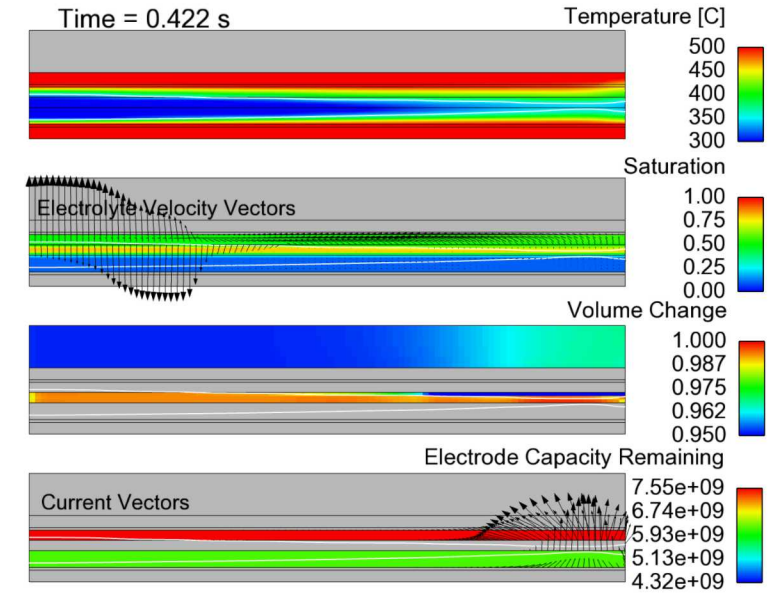 Time = 0.422 s
Temperature [C]
500
450
400
350
300
Saturation
Electrolyte Velocity Vectors
1.00
0.75
0.50
0.25
0.00
Volume Change
1.000
0.987
0.975
0.962
0.950
Electrode Capacity Remaining
Current Vectors
7.55e+09
6.74e+09
5.93e+09
5.13e+09
4.32e+09